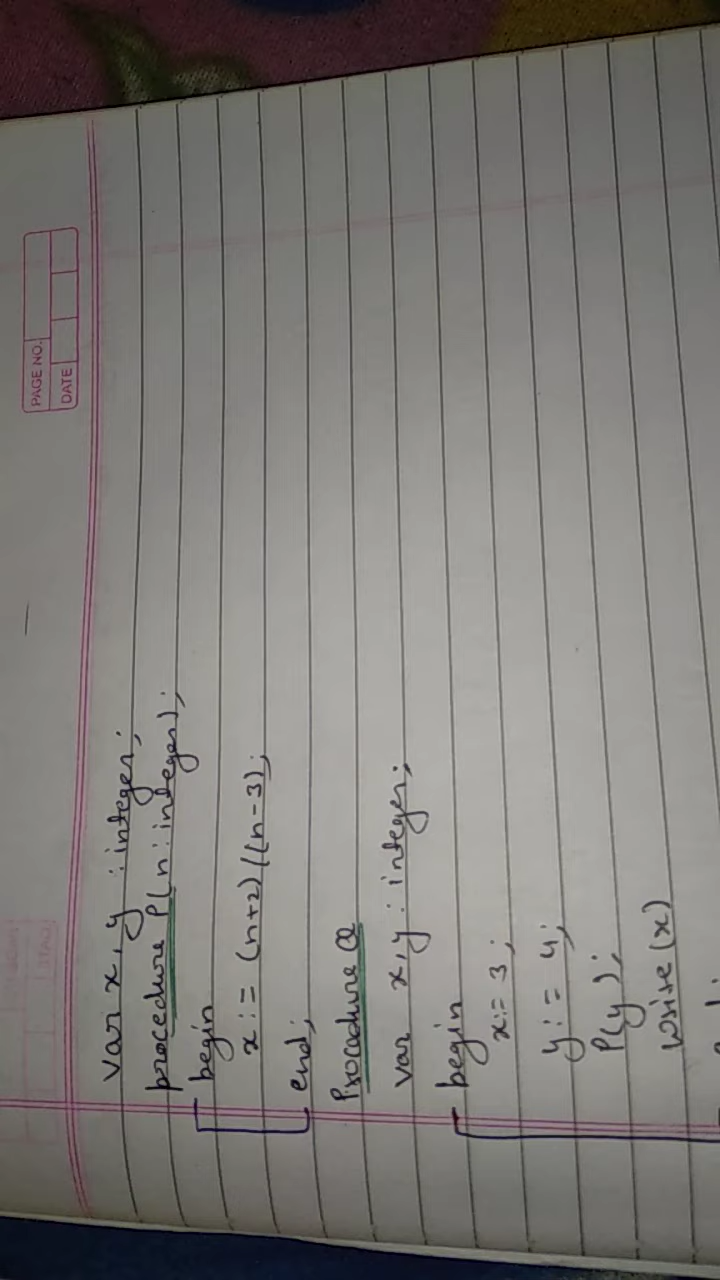 PAGE NO.
DATE
var x, y : integer;
procedure P(n : integer);
begin
x := (n+2)/(n-3);
end;
Procedure Q
var x, y : integer;
begin
x := 3;
y := 4;
P(y);
Write(x)